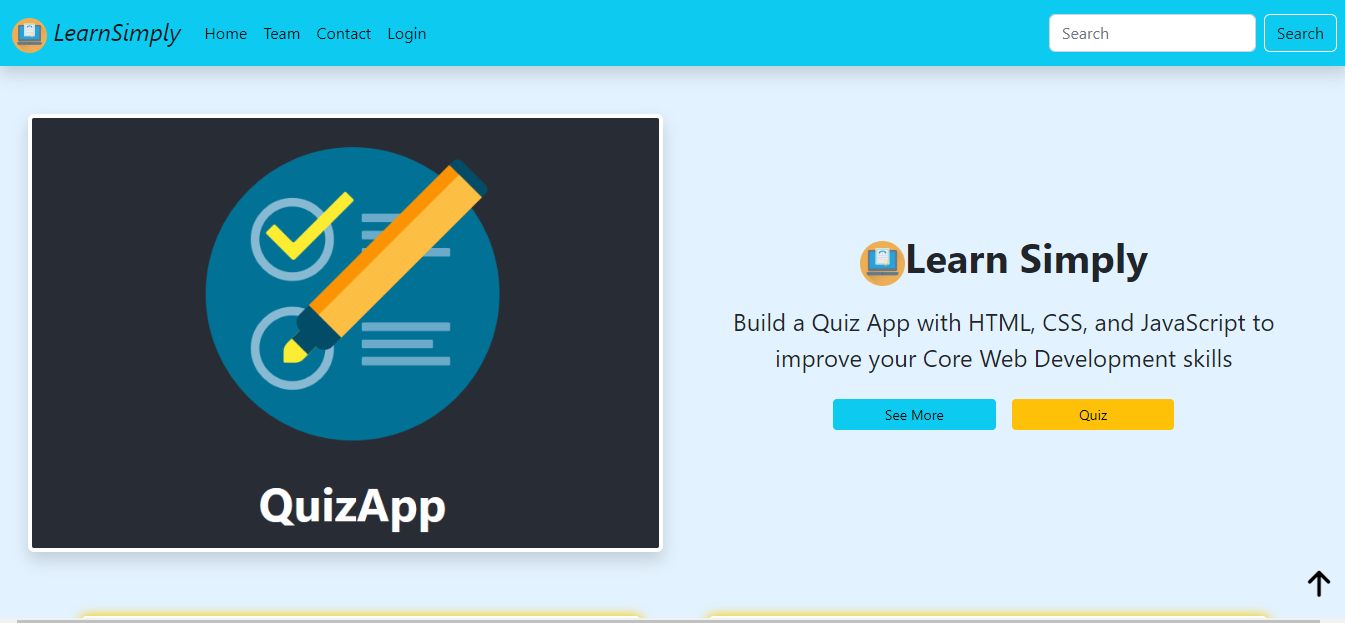 LearnSimply Home Team Contact Login Search Search
QuizApp
Learn Simply
Build a Quiz App with HTML, CSS, and JavaScript to
improve your Core Web Development skills
See More Quiz